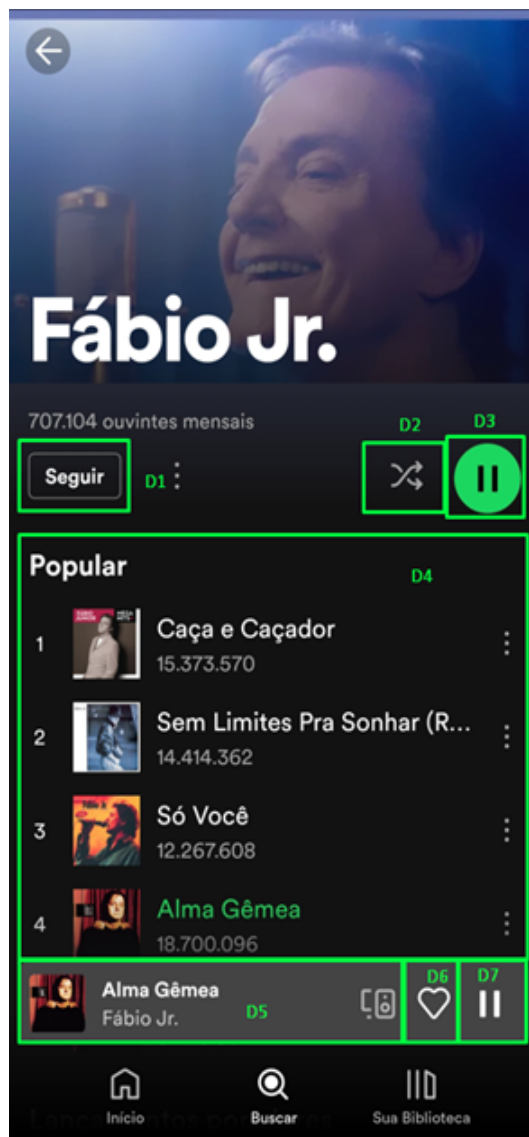 Fábio Jr.
707.104 ouvintes mensais
D2
D3
Seguir
D1
Popular
D4
1
Caça e Caçador
15.373.570
2
Sem Limites Pra Sonhar (R...
14.414.362
3
Só Você
12.267.608
4
Alma Gêmea
18.700.096
Alma Gêmea
Fábio Jr.
D5
D6
D7
Início
Buscar
Sua Biblioteca